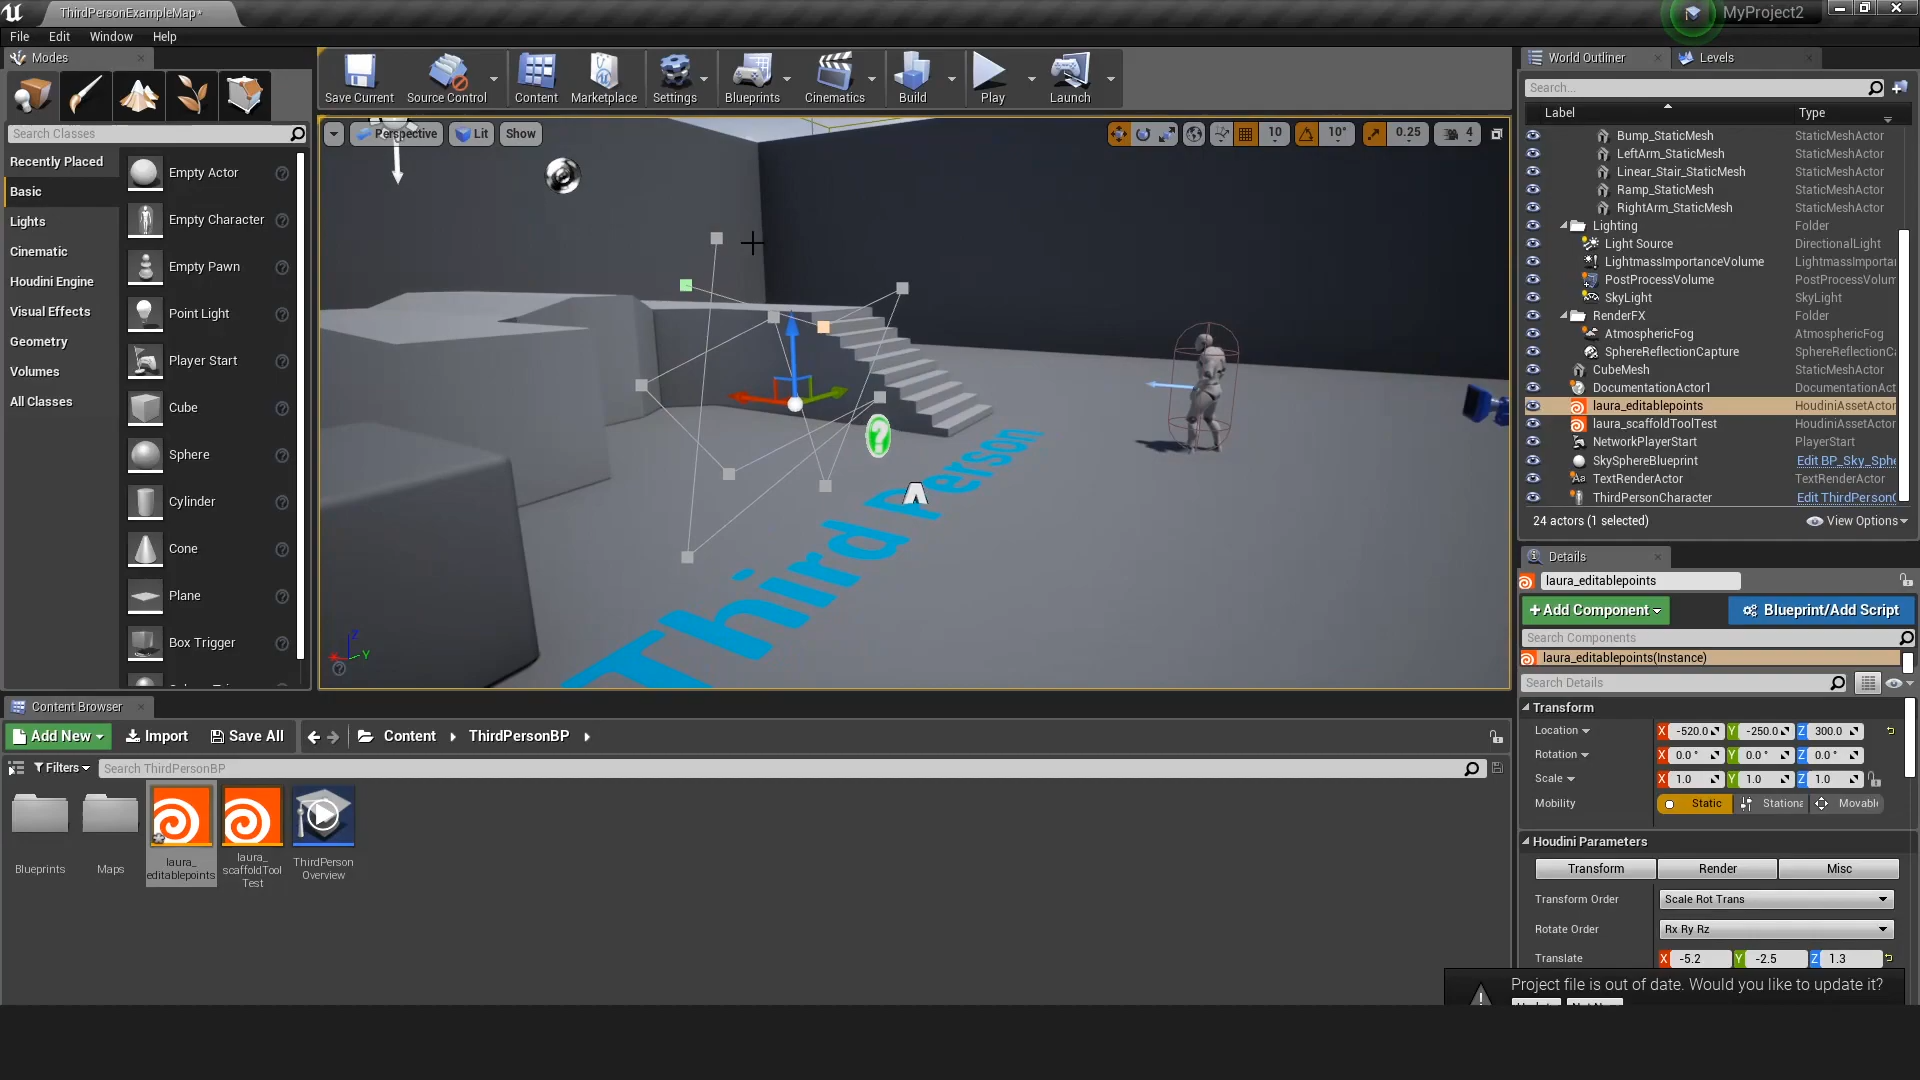 ThirdPersonExampleMap*
MyProject2
File Edit Window Help
Modes
Save Current
Source Control
Content
Marketplace
Settings
Blueprints
Cinematics
Build
Play
Launch
World Outliner
Levels
Search...
Label
Type
Search Classes
Recently Placed
Basic
Lights
Cinematic
Houdini Engine
Visual Effects
Geometry
Volumes
All Classes
Empty Actor
Empty Character
Empty Pawn
Point Light
Player Start
Cube
Sphere
Cylinder
Cone
Plane
Box Trigger
Perspective
Lit
Show
10
10°
0.25
4
Third Person
Z
Y
Bump_StaticMesh StaticMeshActor
LeftArm_StaticMesh StaticMeshActor
Linear_Stair_StaticMesh StaticMeshActor
Ramp_StaticMesh StaticMeshActor
RightArm_StaticMesh StaticMeshActor
Lighting Folder
Light Source DirectionalLight
LightmassImportanceVolume LightmassImporta
PostProcessVolume PostProcessVolum
SkyLight SkyLight
RenderFX Folder
AtmosphericFog AtmosphericFog
SphereReflectionCapture SphereReflectionCa
CubeMesh StaticMeshActor
DocumentationActor1 DocumentationAct
laura_editablepoints HoudiniAssetActor
laura_scaffoldToolTest HoudiniAssetActor
NetworkPlayerStart PlayerStart
SkySphereBlueprint Edit BP_Sky_Sphe
TextRenderActor TextRenderActor
ThirdPersonCharacter Edit ThirdPersonC
24 actors (1 selected)
View Options
Details
laura_editablepoints
+Add Component
Blueprint/Add Script
Search Components
laura_editablepoints(Instance)
Search Details
Transform
Location X -520.0 Y -250.0 Z 300.0
Rotation X 0.0° Y 0.0° Z 0.0°
Scale X 1.0 Y 1.0 Z 1.0
Mobility Static Stationa Movabl
Houdini Parameters
Transform Render Misc
Transform Order Scale Rot Trans
Rotate Order Rx Ry Rz
Translate X -5.2 Y -2.5 Z 1.3
Project file is out of date. Would you like to update it?
Content Browser
Add New
Import
Save All
Content
ThirdPersonBP
Filters
Search ThirdPersonBP
Blueprints
Maps
laura_
editablepoints
laura_
scaffoldTool
Test
ThirdPerson
Overview